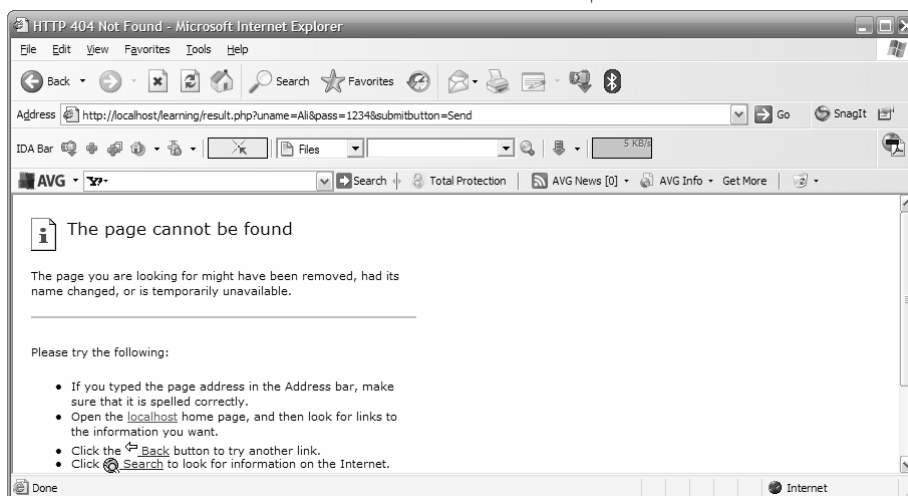 HTTP 404 Not Found - Microsoft Internet Explorer
File Edit View Favorites Tools Help
Back Search Favorites
Address http://localhost/learning/result.php?uname=Ali&pass=1234&submitbutton=Send Go SnagIt
IDA Bar Files 5 KB/s
AVG Y! Search Total Protection AVG News [0] AVG Info Get More
The page cannot be found
The page you are looking for might have been removed, had its
name changed, or is temporarily unavailable.
Please try the following:
• If you typed the page address in the Address bar, make
sure that it is spelled correctly.
• Open the localhost home page, and then look for links to
the information you want.
• Click the Back button to try another link.
• Click Search to look for information on the Internet.
Done Internet